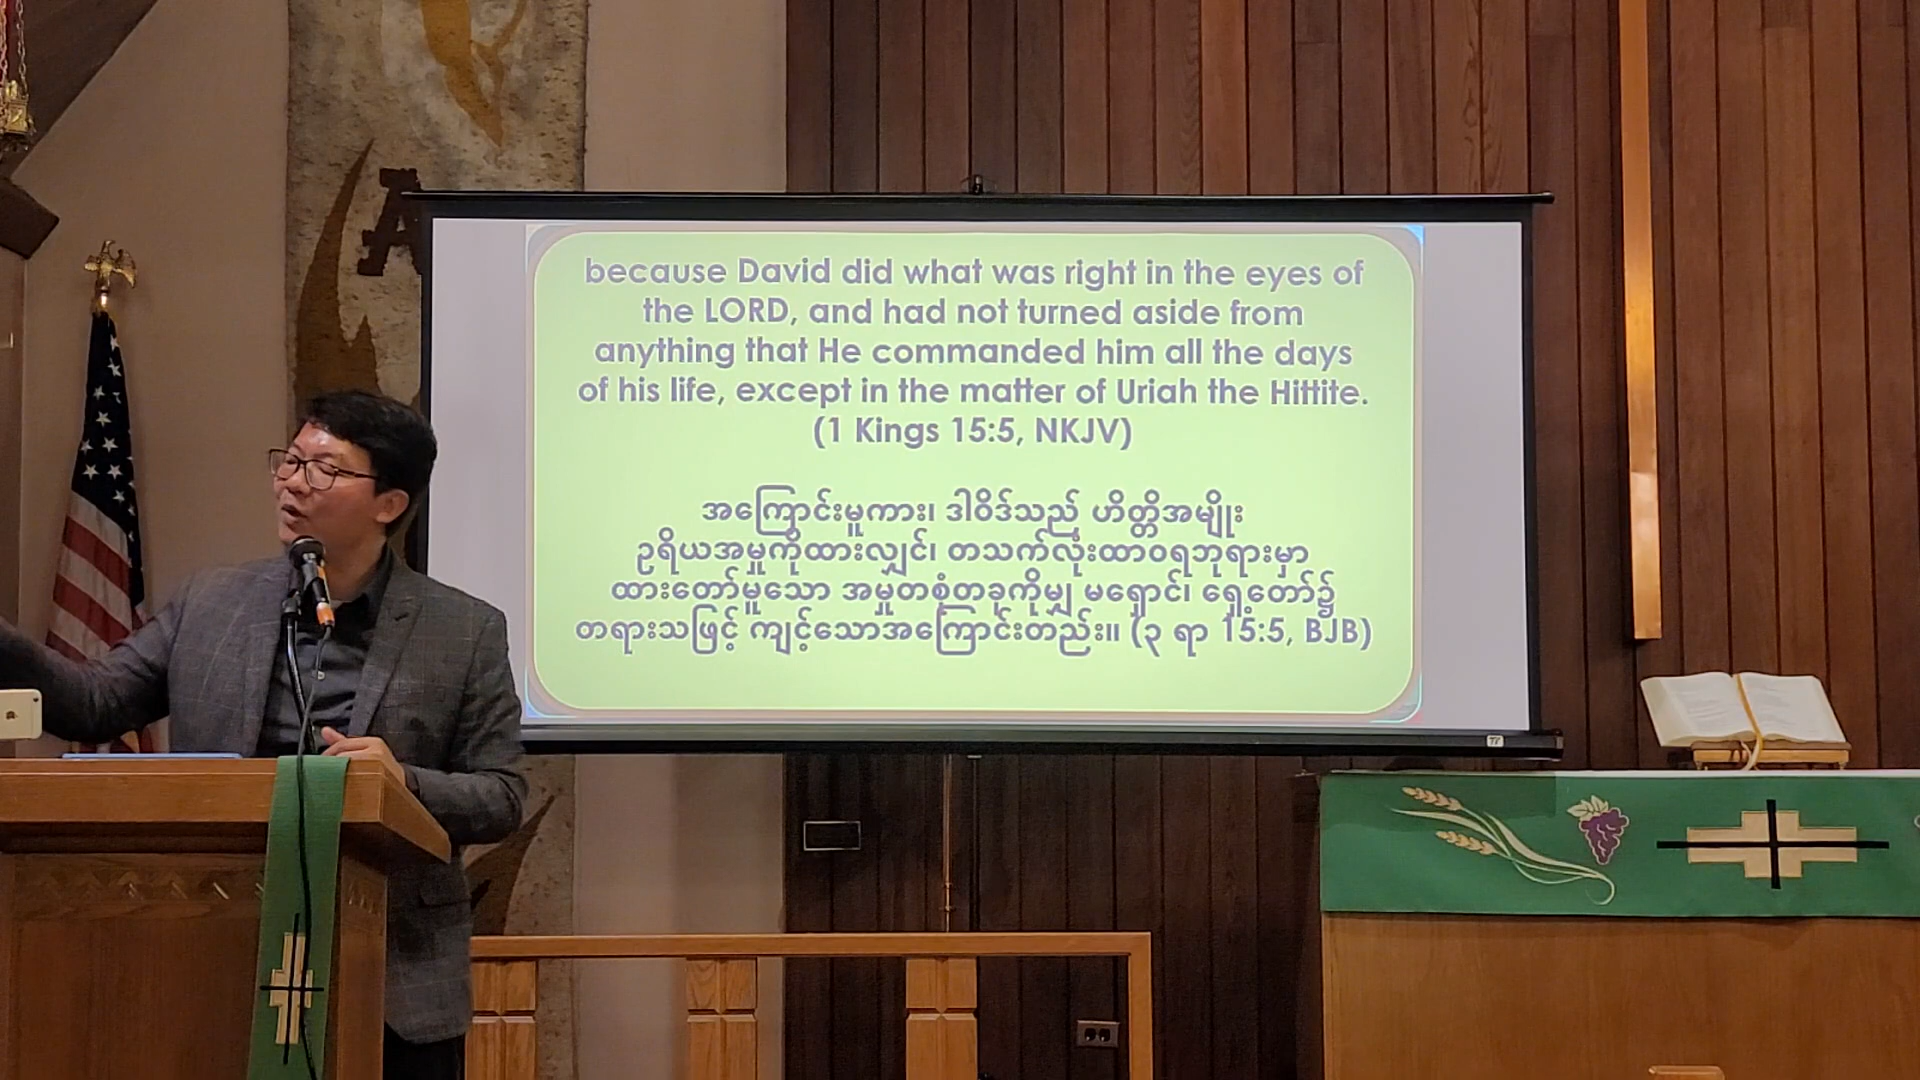 because David did what was right in the eyes of
the LORD, and had not turned aside from
anything that He commanded him all the days
of his life, except in the matter of Uriah the Hittite.
(1 Kings 15:5, NKJV)
အကြောင်းမူကား၊ ဒါဝိဒ်သည် ဟိတ္တိအမျိုး
ဥရိယအမှုကိုထားလျှင်၊ တသက်လုံးထာဝရဘုရားမှာ
ထားတော်မူသော အမှုတစုံတခုကိုမျှ မရှောင်၊ ရှေ့တော်၌
တရားသဖြင့် ကျင့်သောအကြောင်းတည်း။ (၃ ရာ 15:5, BJB)
A